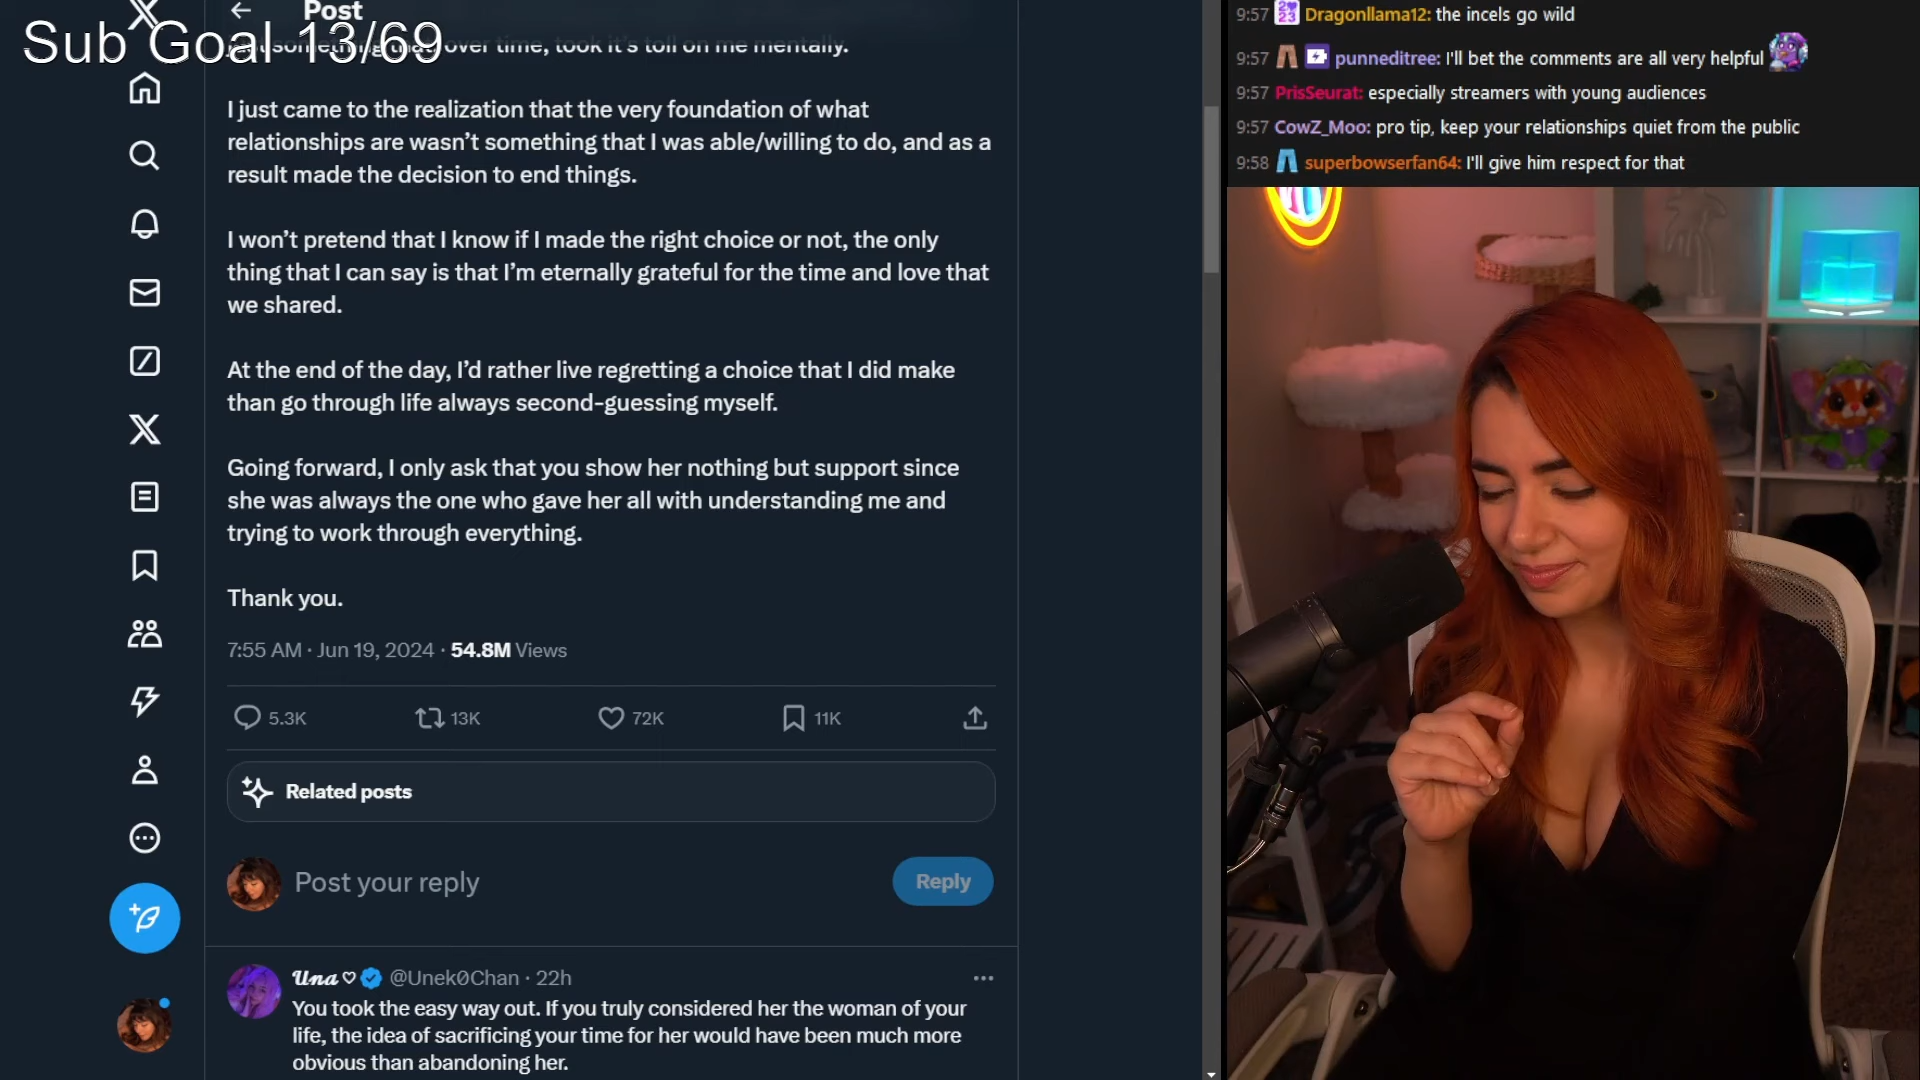 Post
Sub Goal 13/69
just something that, over time, took it's toll on me mentally.
I just came to the realization that the very foundation of what
relationships are wasn't something that I was able/willing to do, and as a
result made the decision to end things.
I won't pretend that I know if I made the right choice or not, the only
thing that I can say is that I'm eternally grateful for the time and love that
we shared.
At the end of the day, I'd rather live regretting a choice that I did make
than go through life always second-guessing myself.
Going forward, I only ask that you show her nothing but support since
she was always the one who gave her all with understanding me and
trying to work through everything.
Thank you.
7:55 AM · Jun 19, 2024 · 54.8M Views
5.3K 13K 72K 11K
Related posts
Post your reply
Reply
Una♡ @Unek0Chan · 22h
You took the easy way out. If you truly considered her the woman of your
life, the idea of sacrificing your time for her would have been much more
obvious than abandoning her.
9:57 Dragonllama12: the incels go wild
9:57 punneditree: I'll bet the comments are all very helpful
9:57 PrisSeurat: especially streamers with young audiences
9:57 CowZ_Moo: pro tip, keep your relationships quiet from the public
9:58 superbowserfan64: I'll give him respect for that